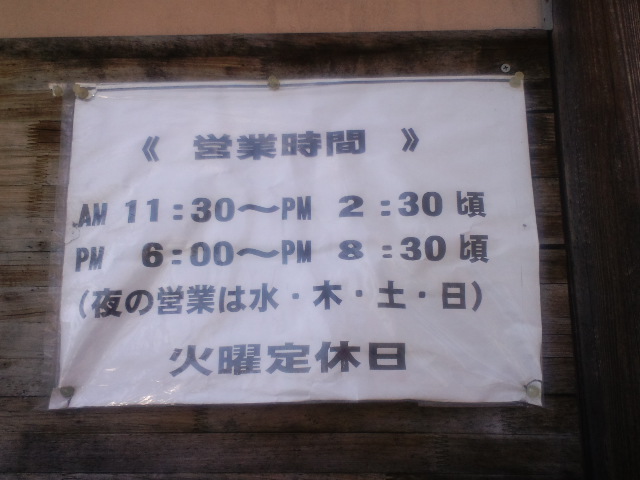 《 営業時間 》
AM 11:30～PM 2:30 頃
PM 6:00～PM 8:30 頃
(夜の営業は水・木・土・日)
火曜定休日